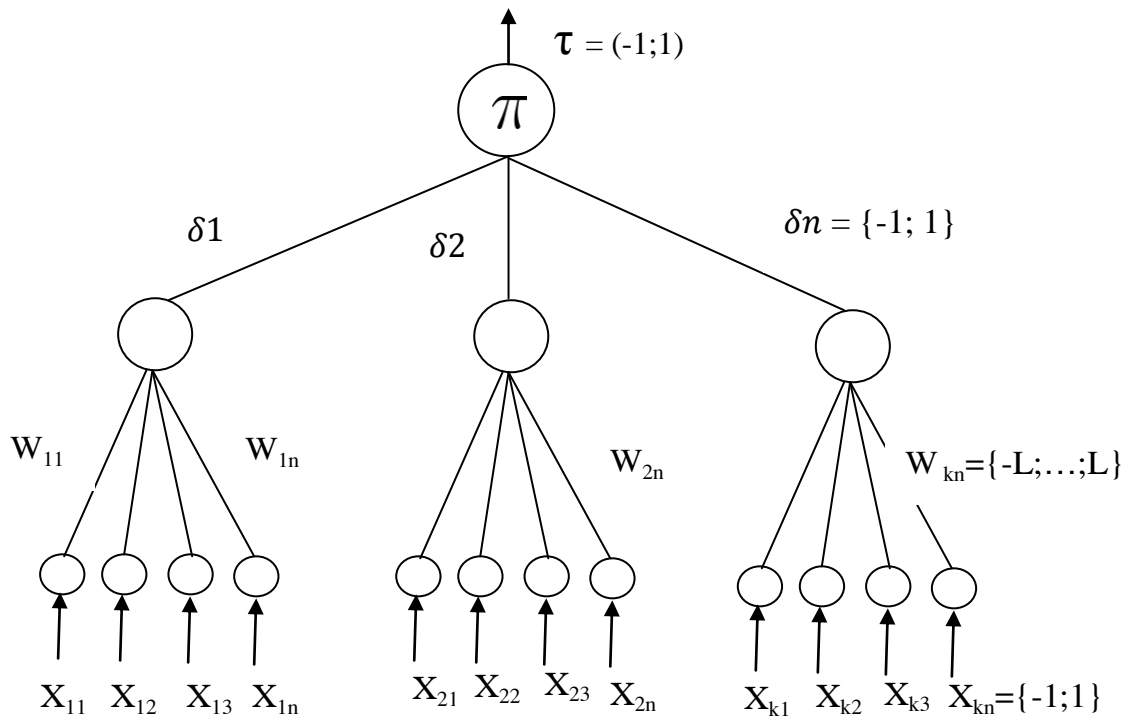 τ = (-1;1)
π
δ1
δ2
δn = {-1; 1}
W11
W1n
W2n
W kn={-L;…;L}
X11 X12 X13 X1n X21 X22 X23 X2n Xk1 Xk2 Xk3 Xkn={-1;1}